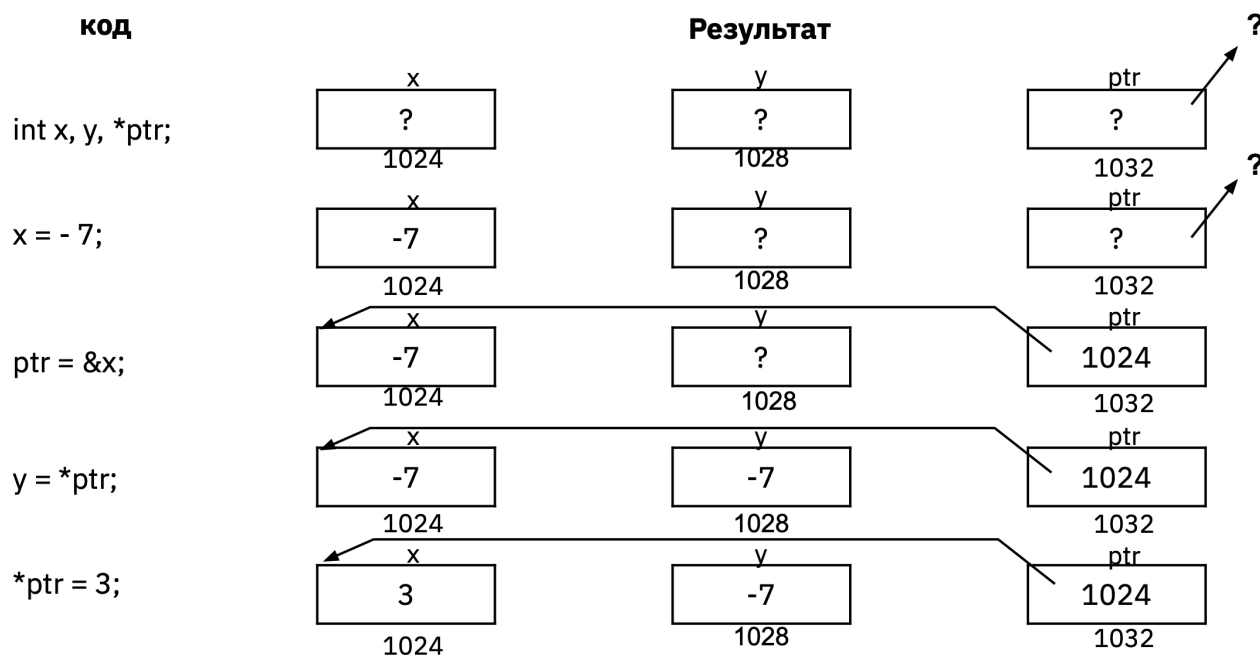 код Результат
?
x y ptr
int x, y, *ptr; ? ? ?
1024 1028 1032
?
x y ptr
x = - 7; -7 ? ?
1024 1028 1032
x y ptr
ptr = &x; -7 ? 1024
1024 1028 1032
x y ptr
y = *ptr; -7 -7 1024
1024 1028 1032
x y ptr
*ptr = 3; 3 -7 1024
1024 1028 1032